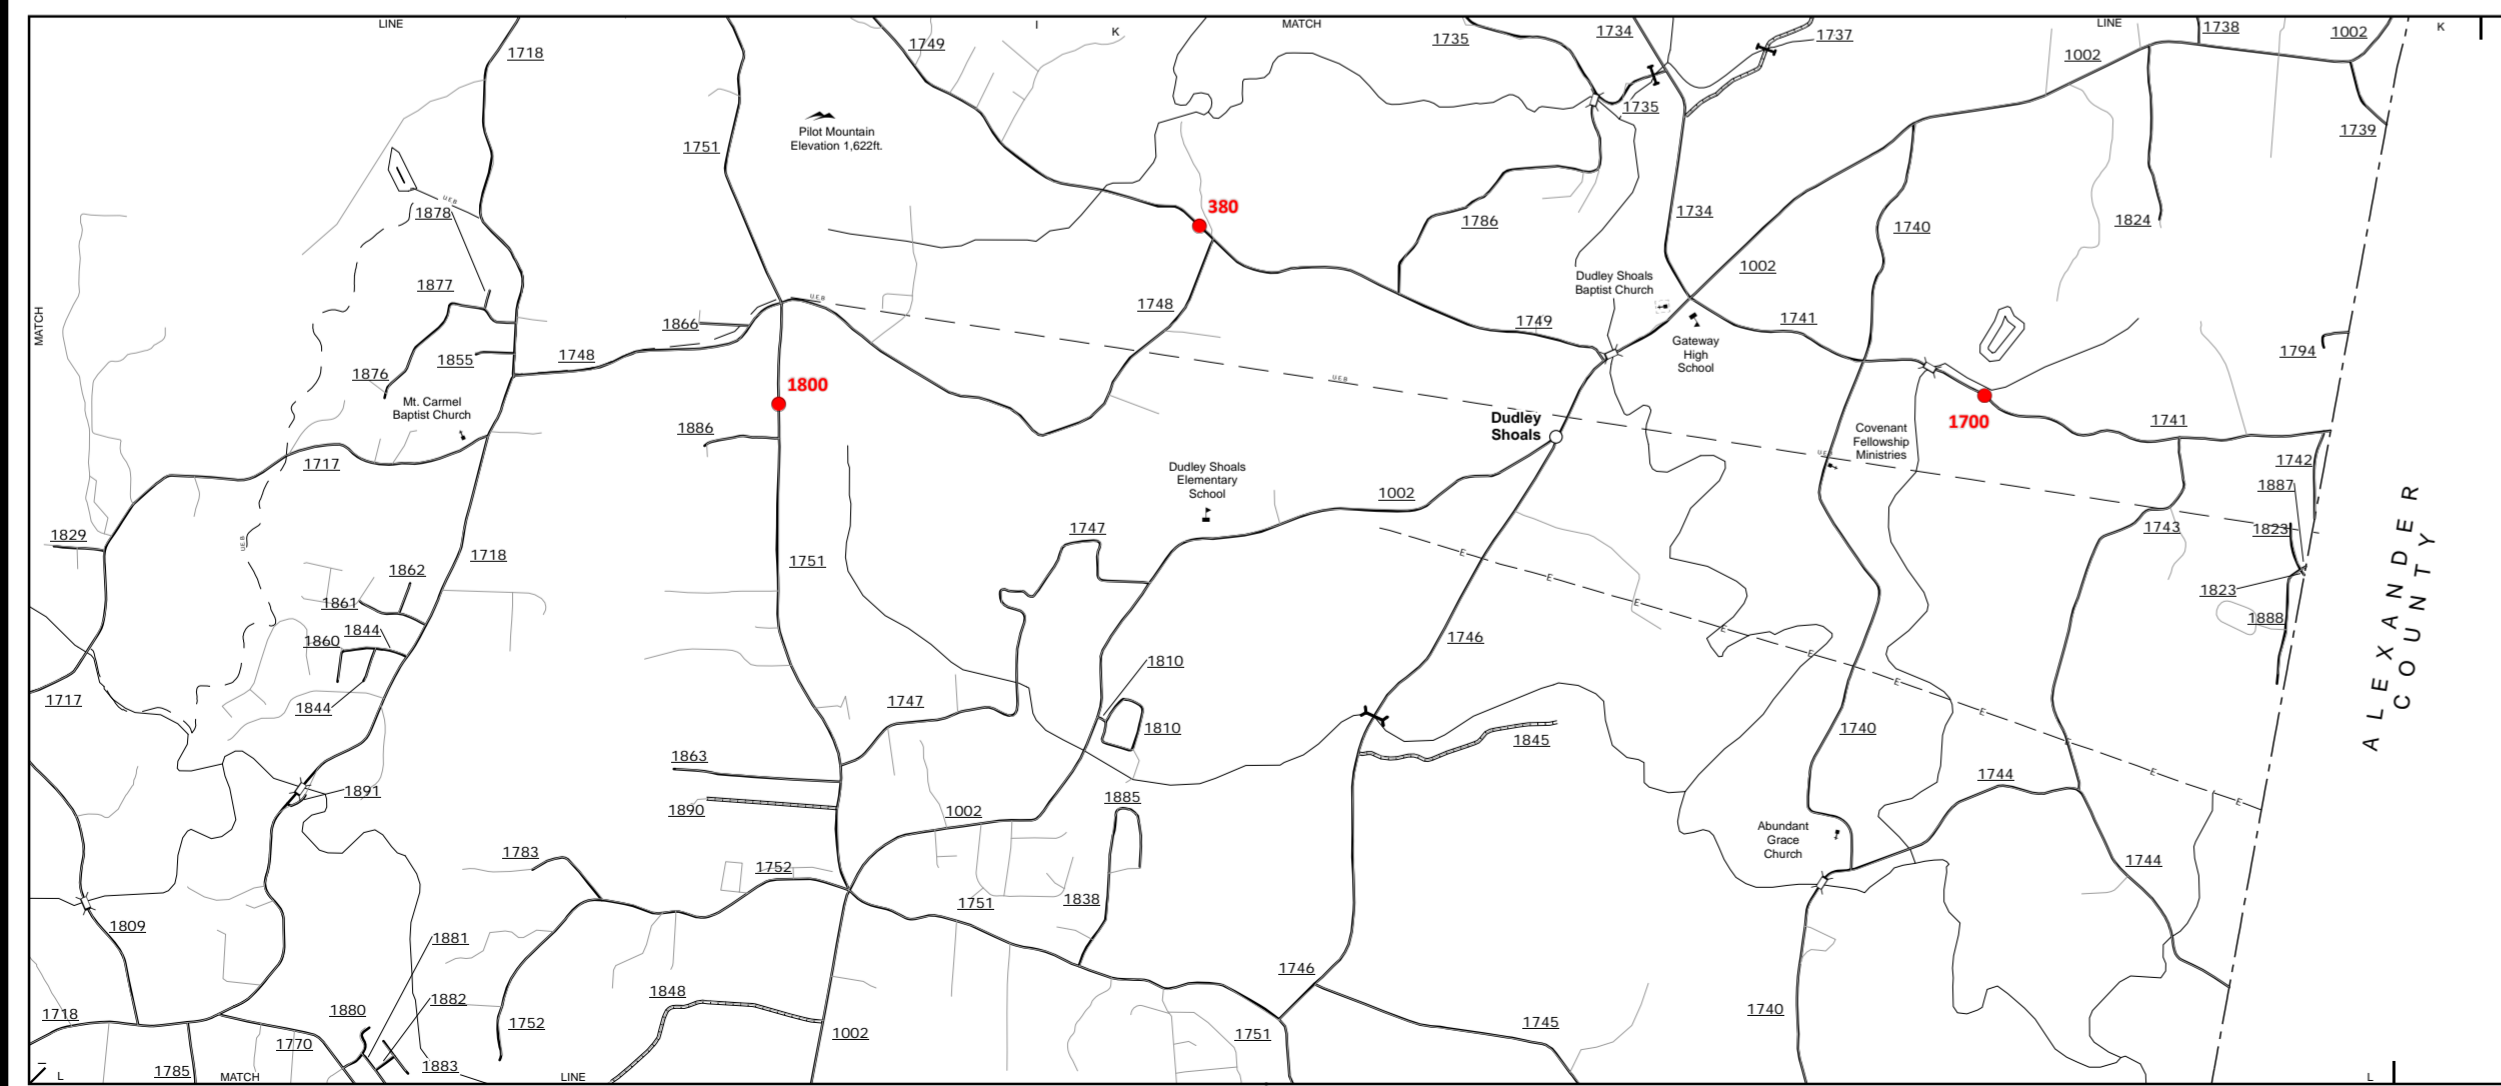 LINE
I
K
MATCH
LINE
K
1718
1749
1735
1734
1737
1738
1002
1002
1735
1739
Pilot Mountain
Elevation 1,622ft.
1751
U.E.B
1878
380
1786
1734
1740
1824
1877
1002
Dudley Shoals
Baptist Church
MATCH
1866
U.E.B
1748
1749
1741
1855
1748
Gateway
High
School
1794
1876
1800
U.E.B
Mt. Carmel
Baptist Church
Dudley
Shoals
1700
1886
1741
Covenant
Fellowship
Ministries
U.E.B
1717
Dudley Shoals
Elementary
School
1742
1887
1002
ALEXANDER
COUNTY
1829
U.E.B
1718
1751
1747
1743
1823
E
E
1862
1861
E
1823
1844
1860
E
1746
1888
E
1810
E
1717
1844
1747
1810
1845
E
1740
E
1863
E
1744
E
1891
1890
1002
1885
Abundant
Grace
Church
1783
1752
1744
1751
1838
1809
1881
1746
1848
1882
1880
1718
1752
1002
1751
1745
1740
1770
1785
1883
I
L
MATCH
LINE
L